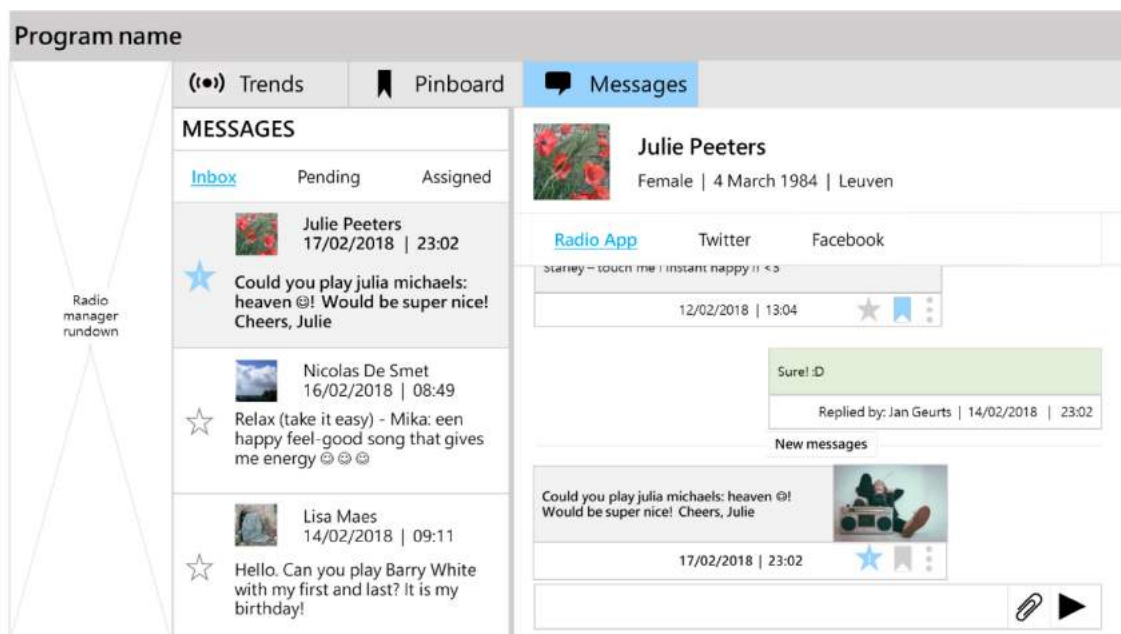 Program name
Trends
Pinboard
Messages
Radio
manager
rundown
MESSAGES
Inbox Pending Assigned
Julie Peeters
17/02/2018 | 23:02
Could you play julia michaels:
heaven ☺! Would be super nice!
Cheers, Julie
Nicolas De Smet
16/02/2018 | 08:49
Relax (take it easy) - Mika: een
happy feel-good song that gives
me energy ☺☺☺
Lisa Maes
14/02/2018 | 09:11
Hello. Can you play Barry White
with my first and last? It is my
birthday!
Julie Peeters
Female | 4 March 1984 | Leuven
Radio App Twitter Facebook
– touch me ! instant happy !! <3
12/02/2018 | 13:04
Sure! :D
Replied by: Jan Geurts | 14/02/2018 | 23:02
New messages
Could you play julia michaels: heaven ☺!
Would be super nice! Cheers, Julie
17/02/2018 | 23:02